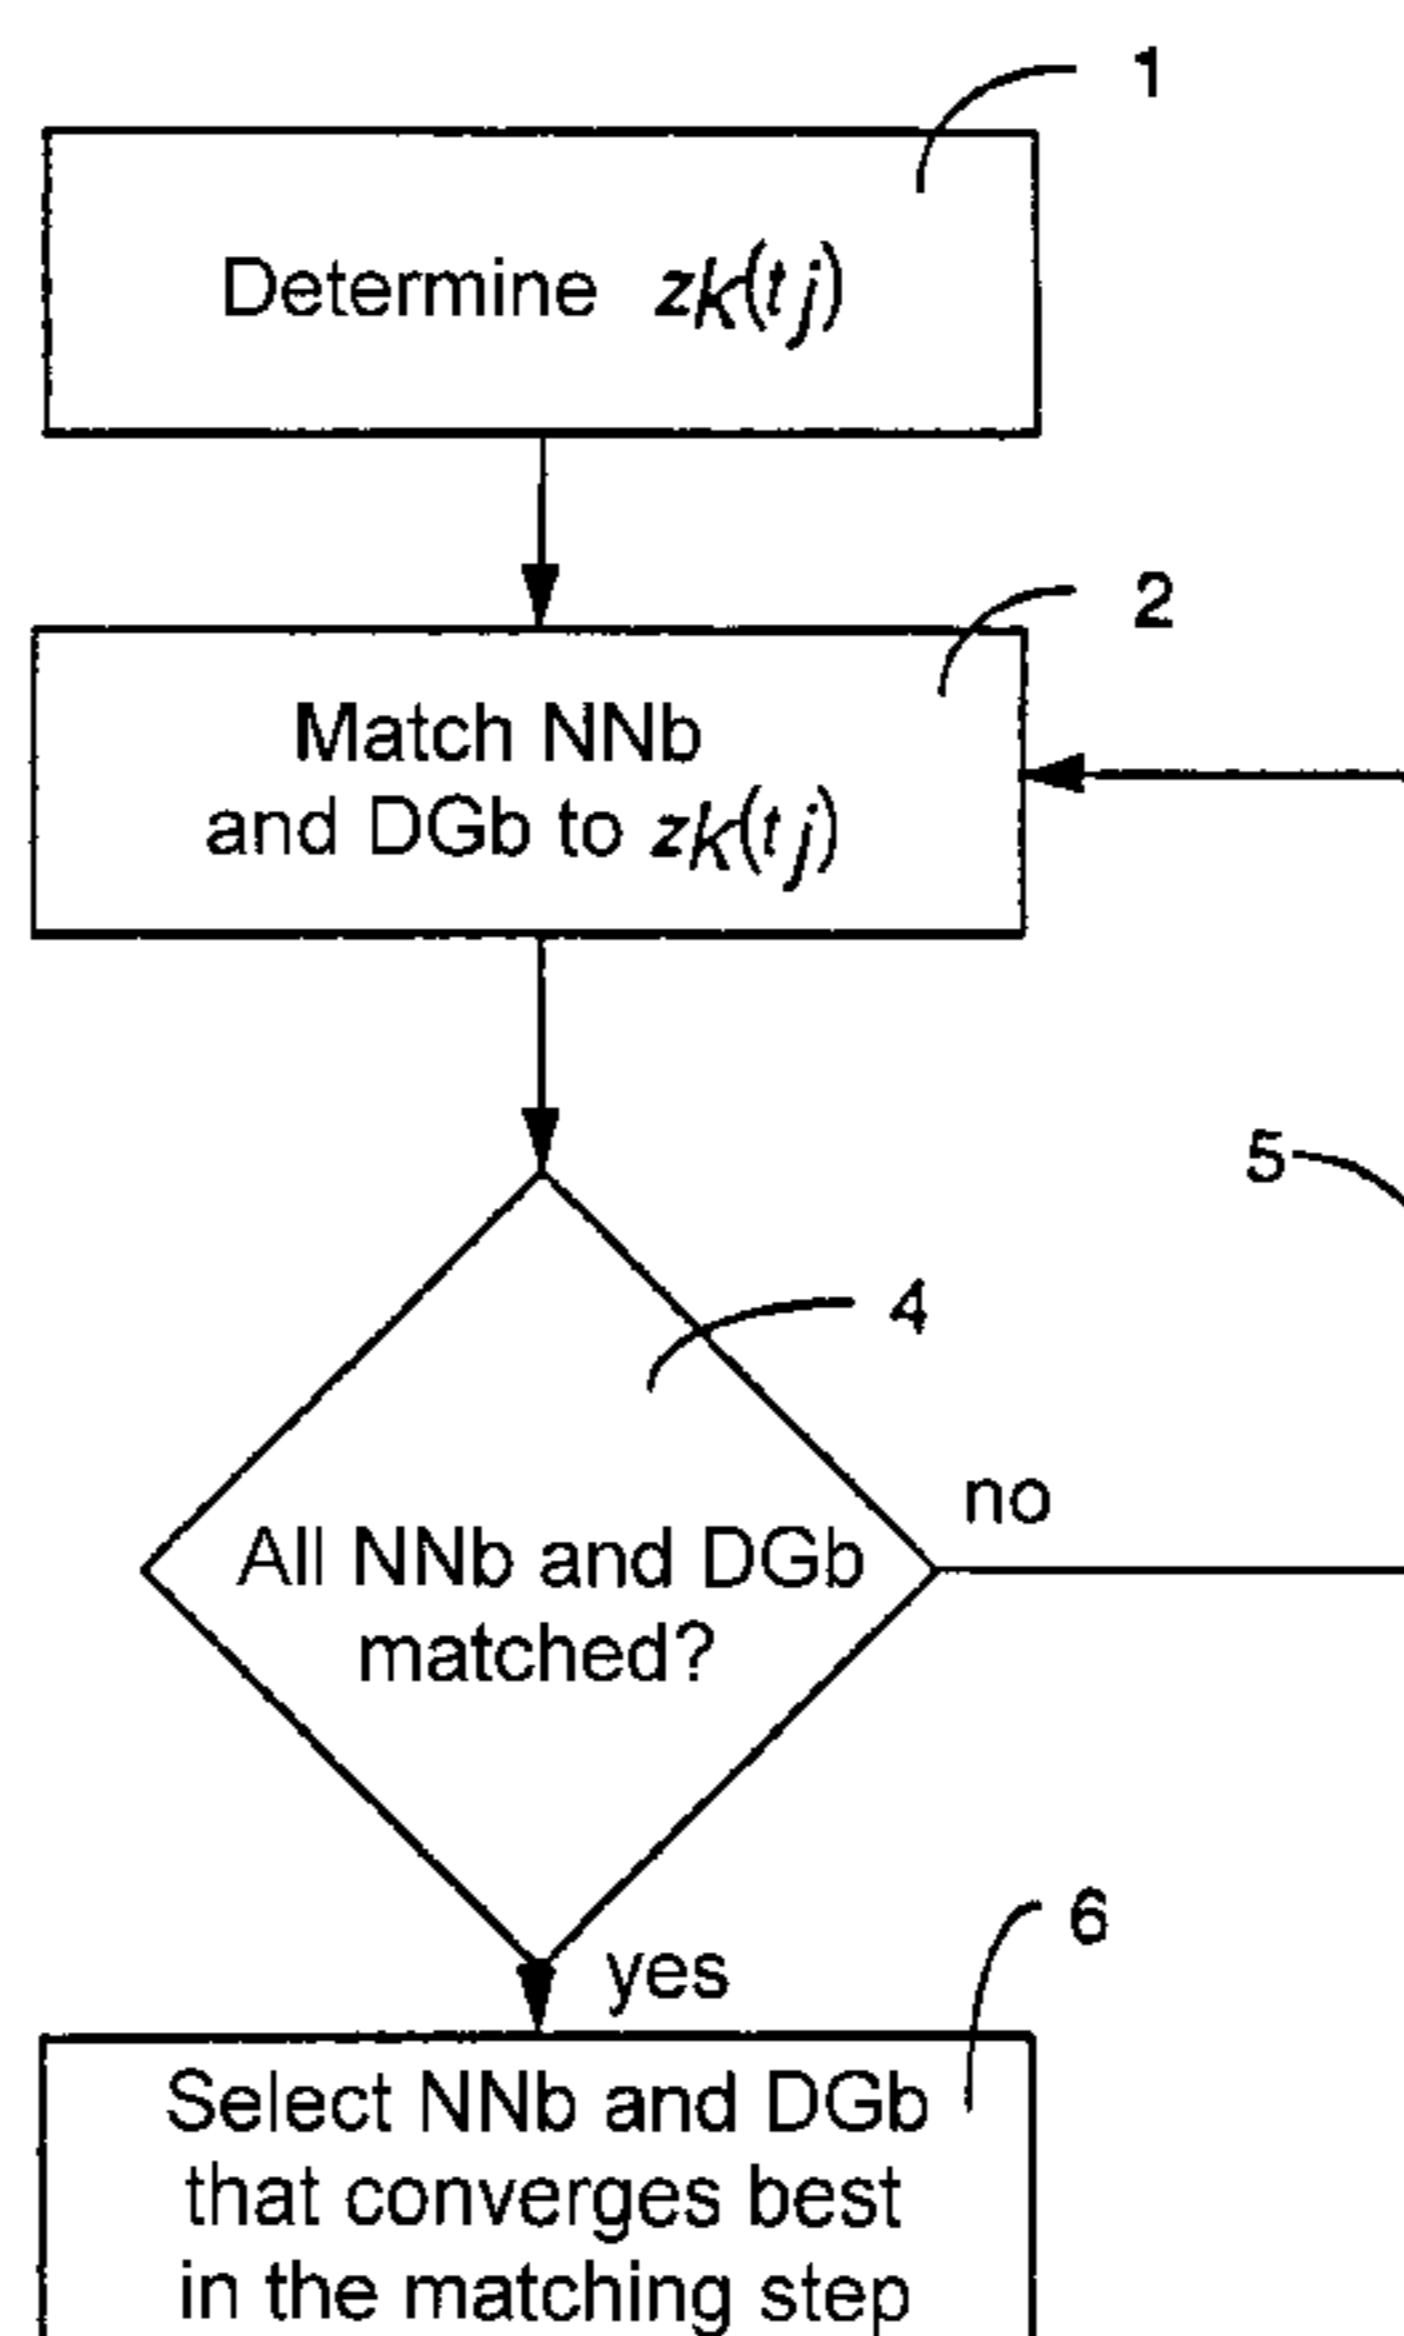 1
Determine zk(tj)
2
Match NNb
and DGb to zk(tj)
5
4
no
All NNb and DGb
matched?
yes
6
Select NNb and DGb
that converges best
in the matching step